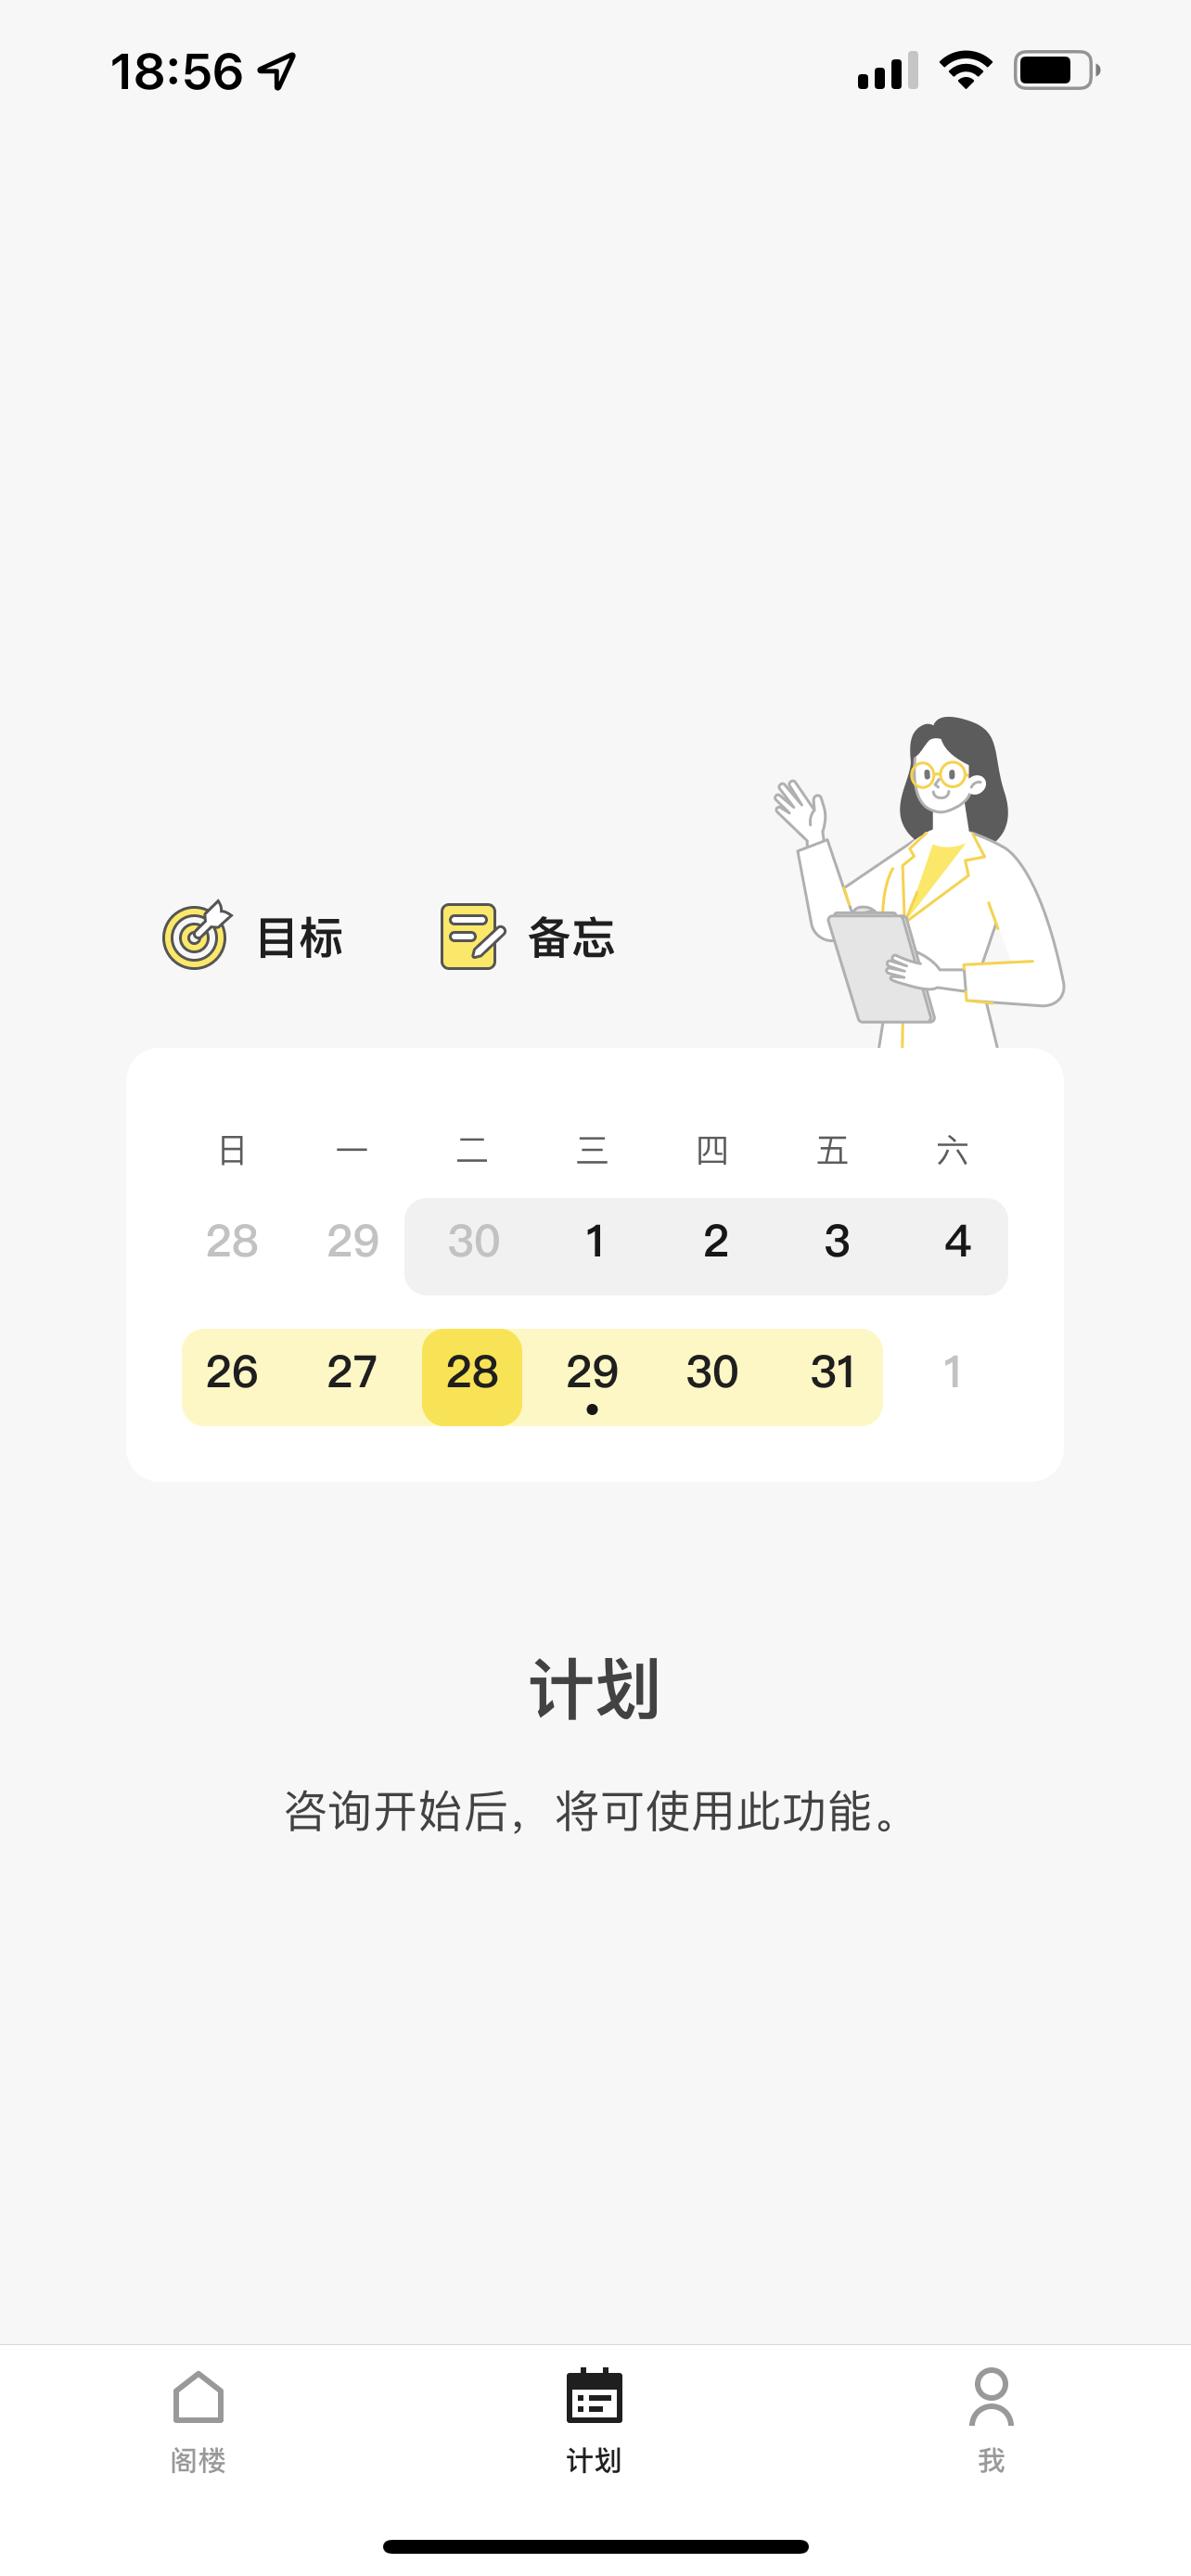 18:56
目标 备忘
日 一 二 三 四 五 六
28 29 30 1 2 3 4
26 27 28 29 30 31 1
计划
咨询开始后，将可使用此功能。
阁楼 计划 我